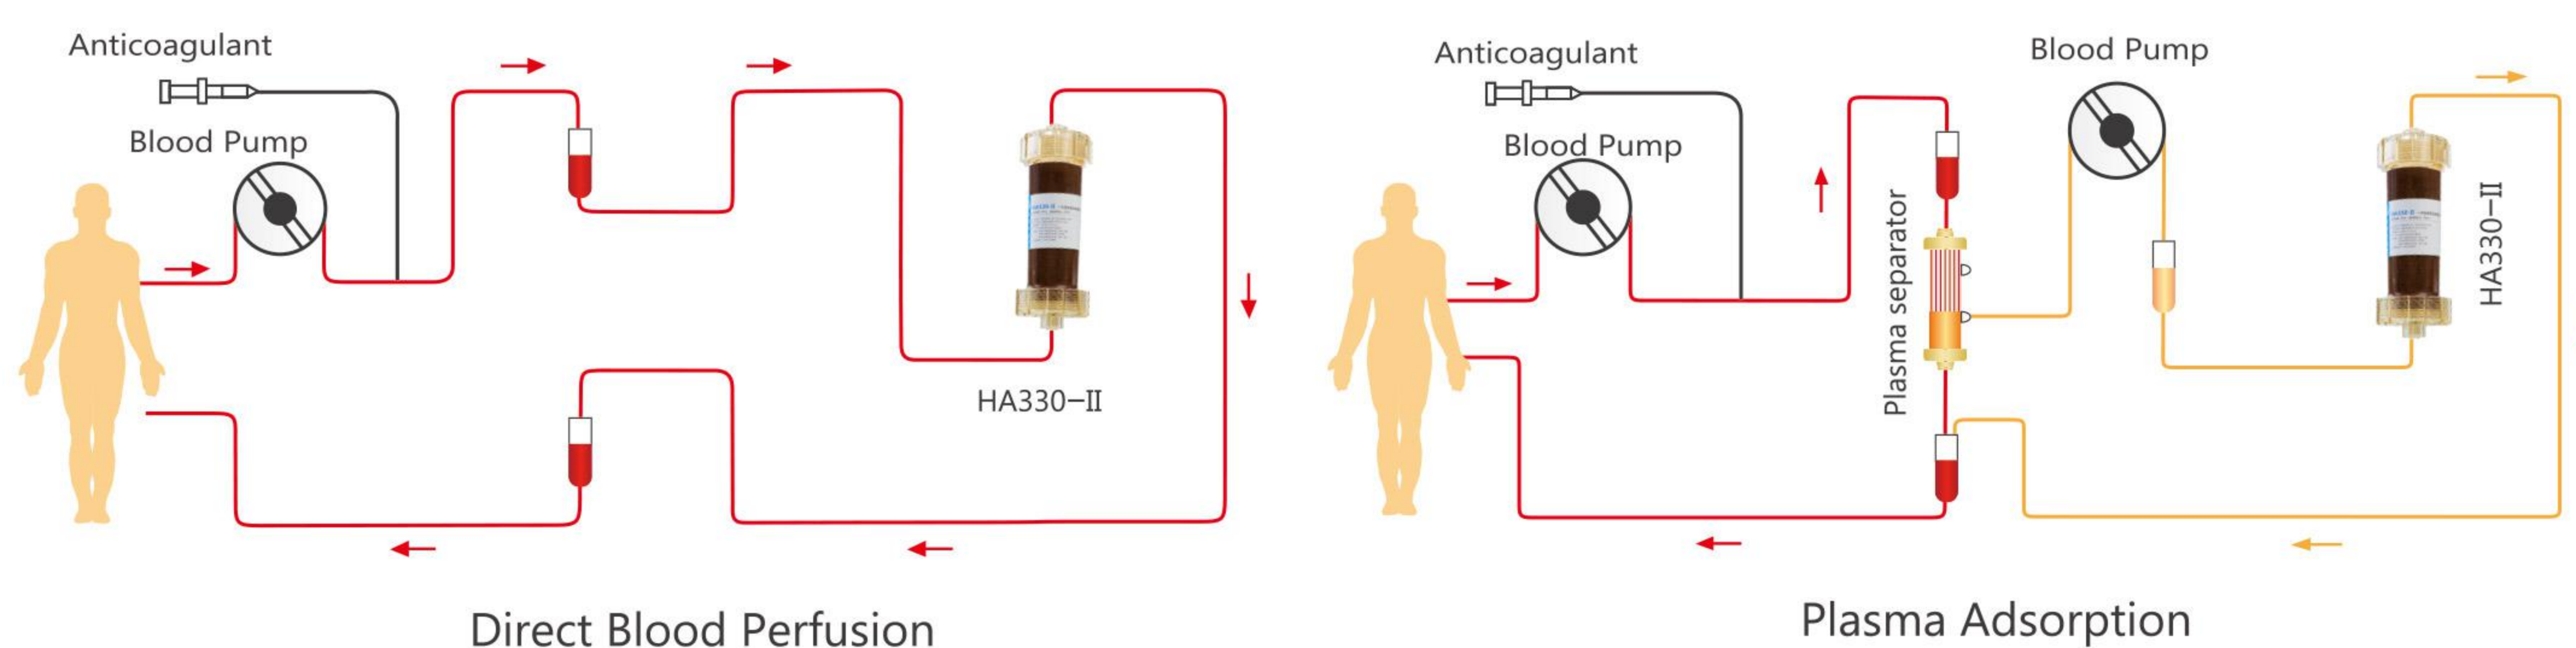 Anticoagulant
Blood Pump
HA330-II
Direct Blood Perfusion
Anticoagulant
Blood Pump
Plasma separator
Blood Pump
HA330-II
Plasma Adsorption